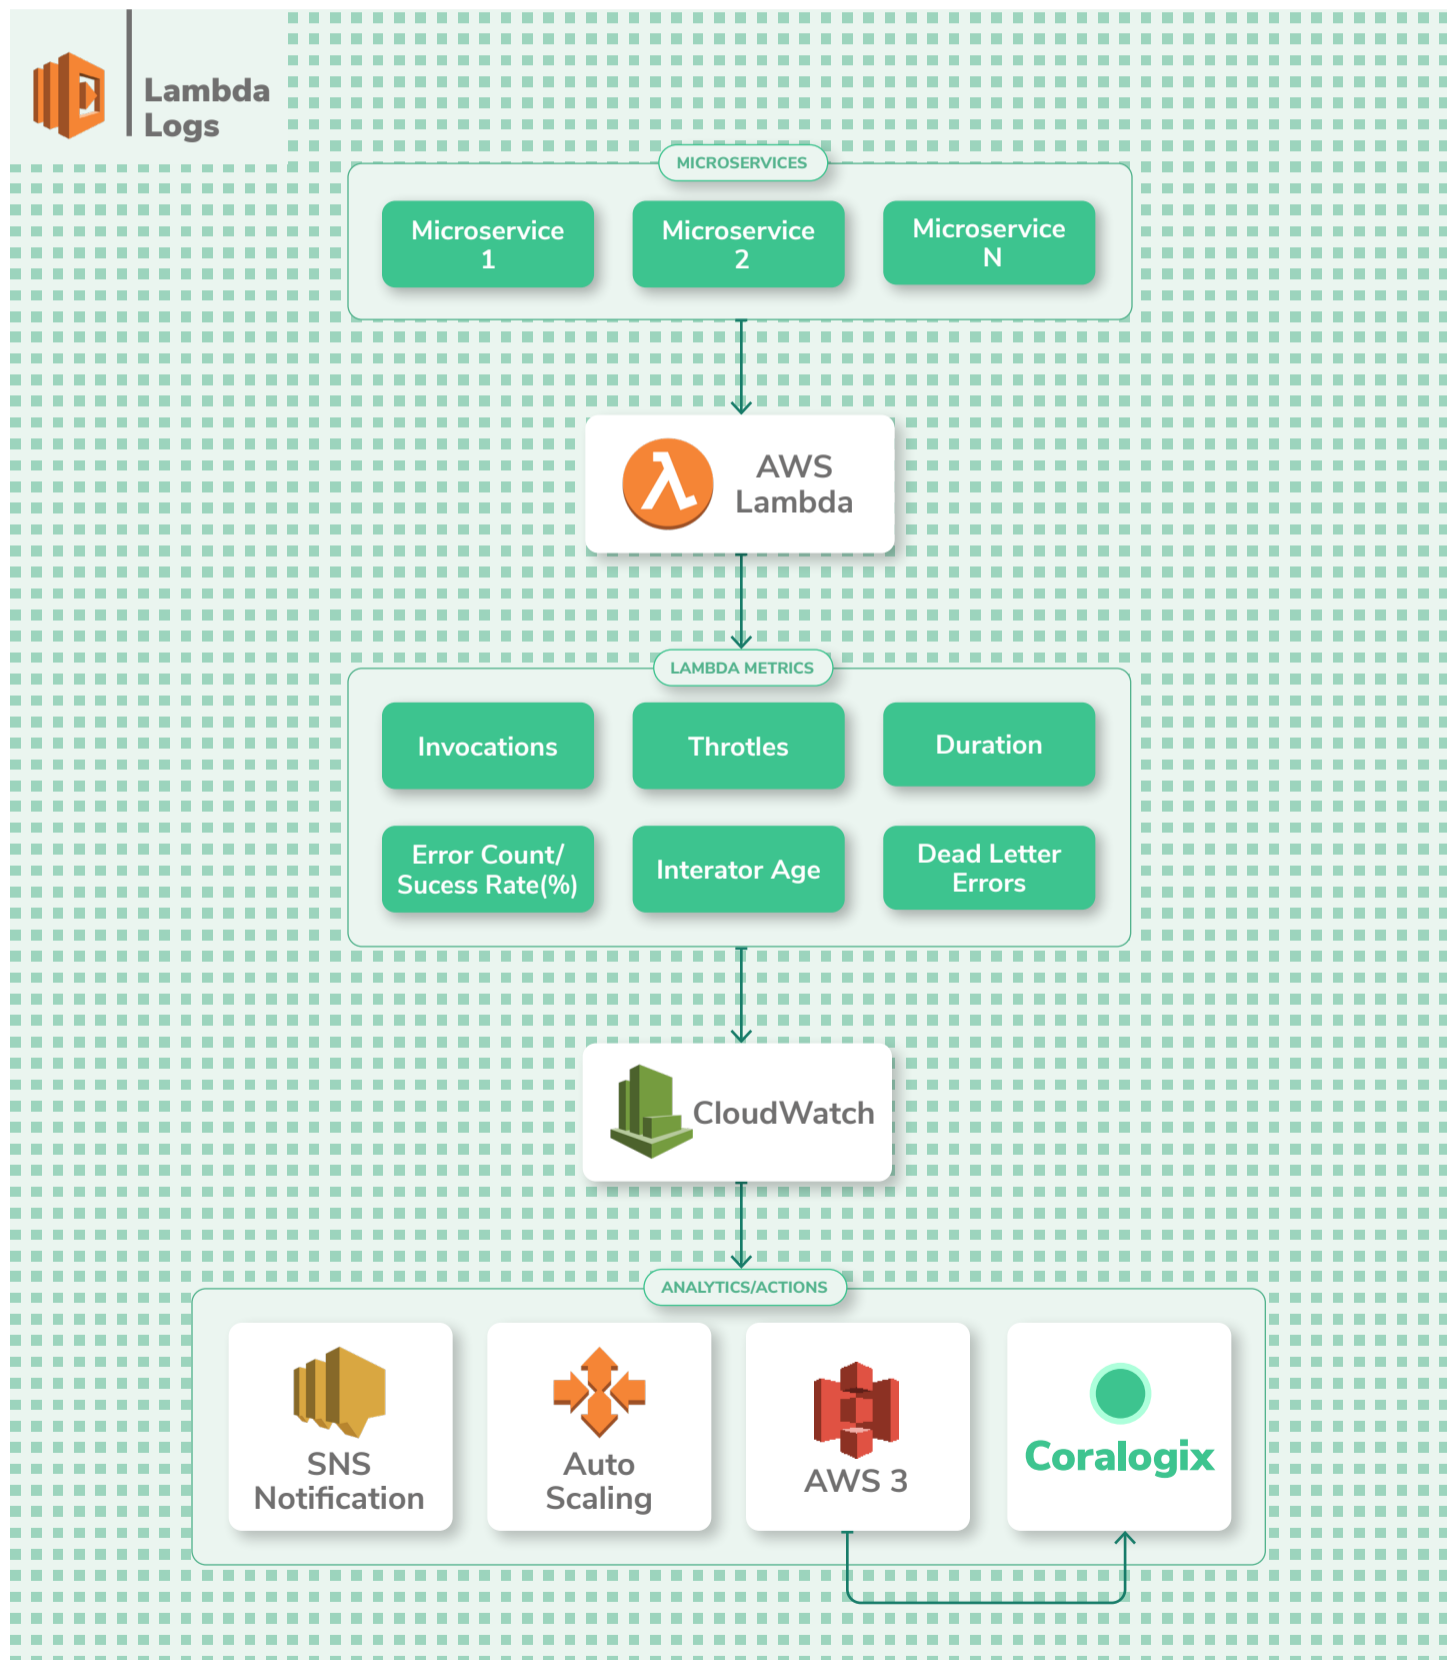 Lambda
Logs
MICROSERVICES
Microservice
1
Microservice
2
Microservice
N
AWS
Lambda
LAMBDA METRICS
Invocations
Throtles
Duration
Error Count/
Sucess Rate(%)
Interator Age
Dead Letter
Errors
CloudWatch
ANALYTICS/ACTIONS
SNS
Notification
Auto
Scaling
AWS 3
Coralogix